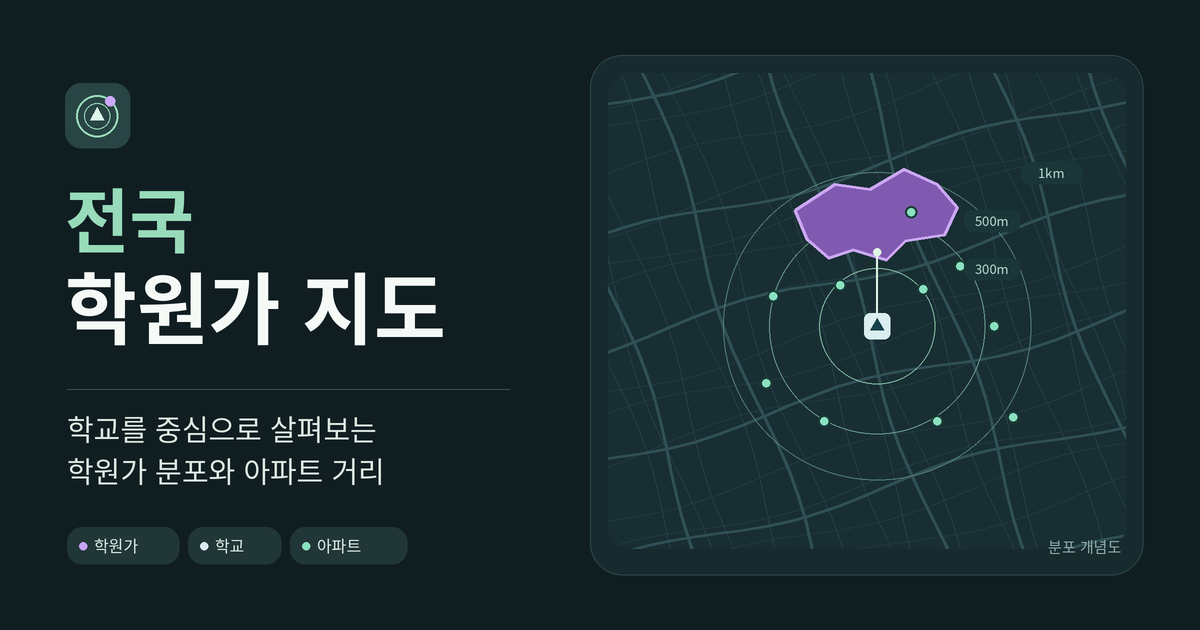 전국
학원가 지도
학교를 중심으로 살펴보는
학원가 분포와 아파트 거리
학원가
학교
아파트
1km
500m
300m
분포 개념도